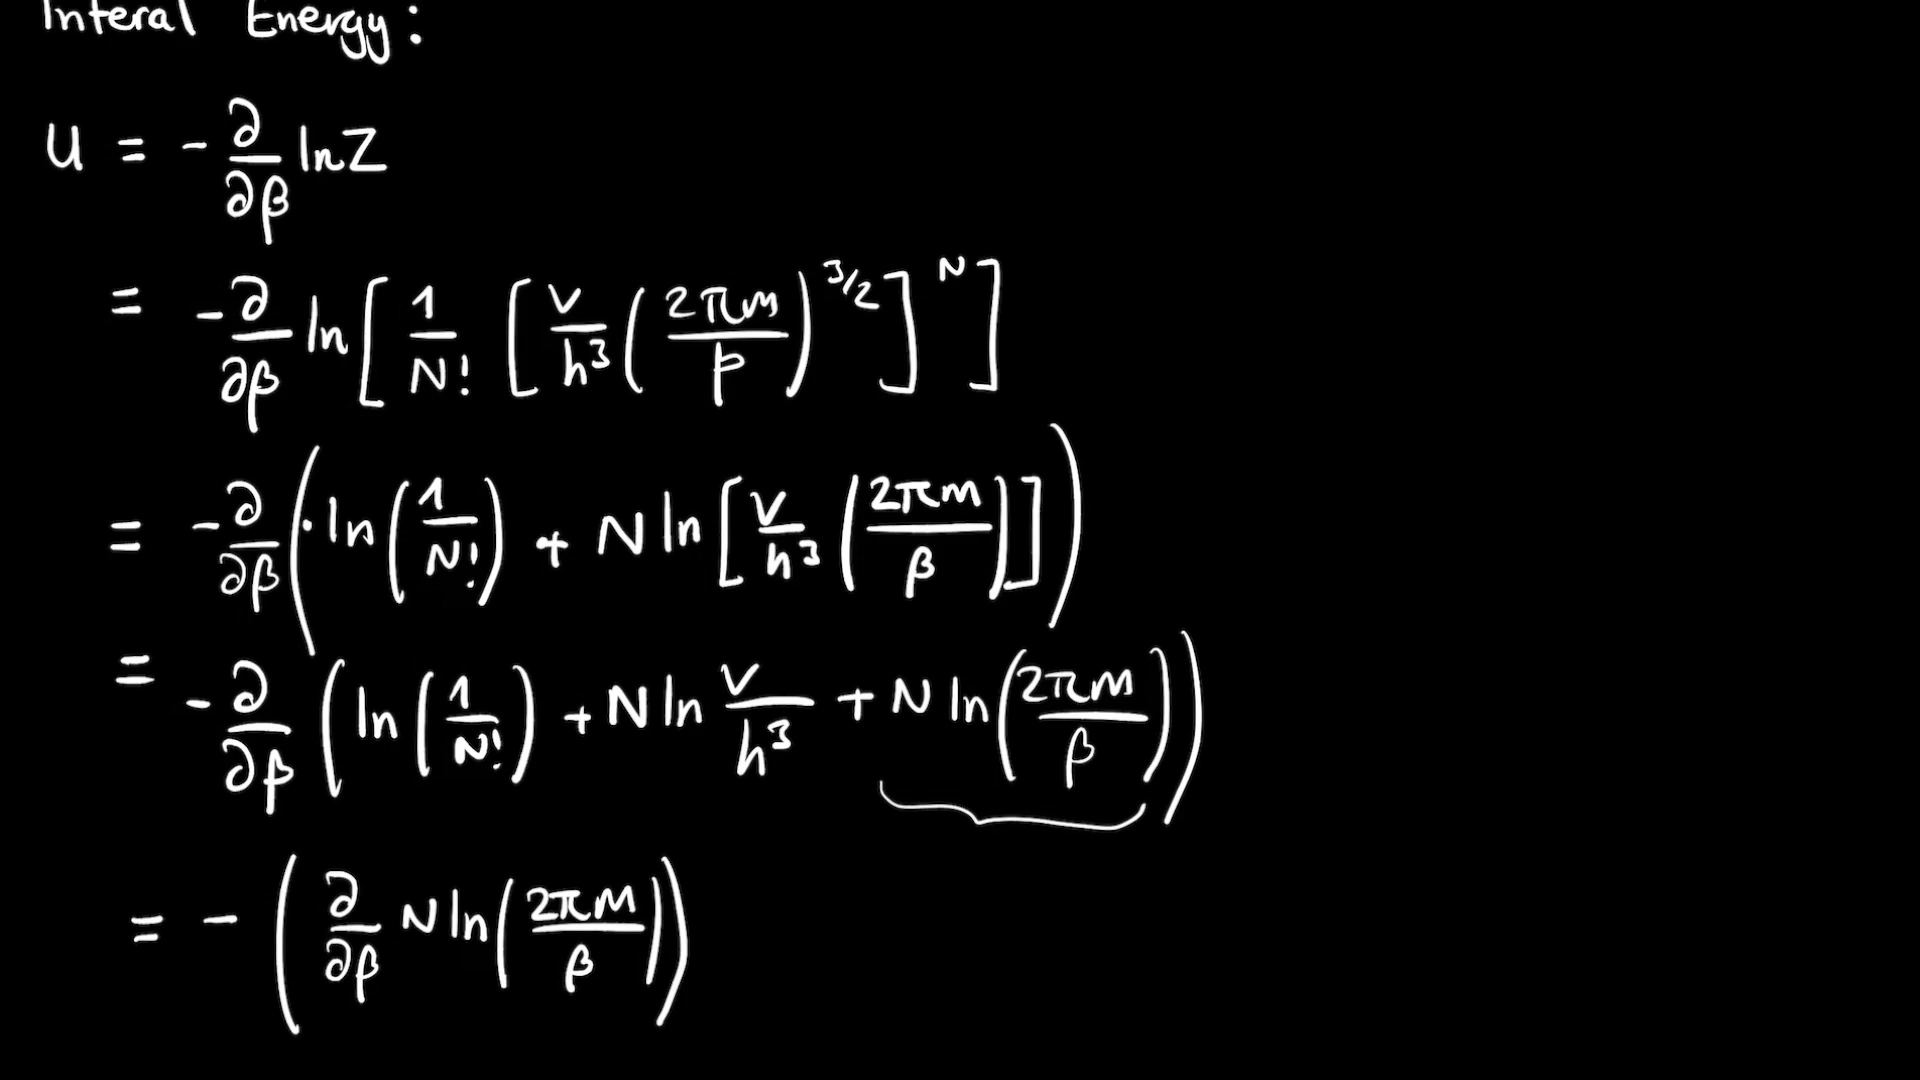 Interal Energy:
U = -∂/∂β lnZ
= -∂/∂β ln[1/N! [V/h³(2πm/β)^3/2]^N]
= -∂/∂β(·ln(1/N!) + N ln[V/h³(2πm/β)])
= -∂/∂β(ln(1/N!) + N ln V/h³ + N ln(2πm/β))
= -(∂/∂β N ln(2πm/β))